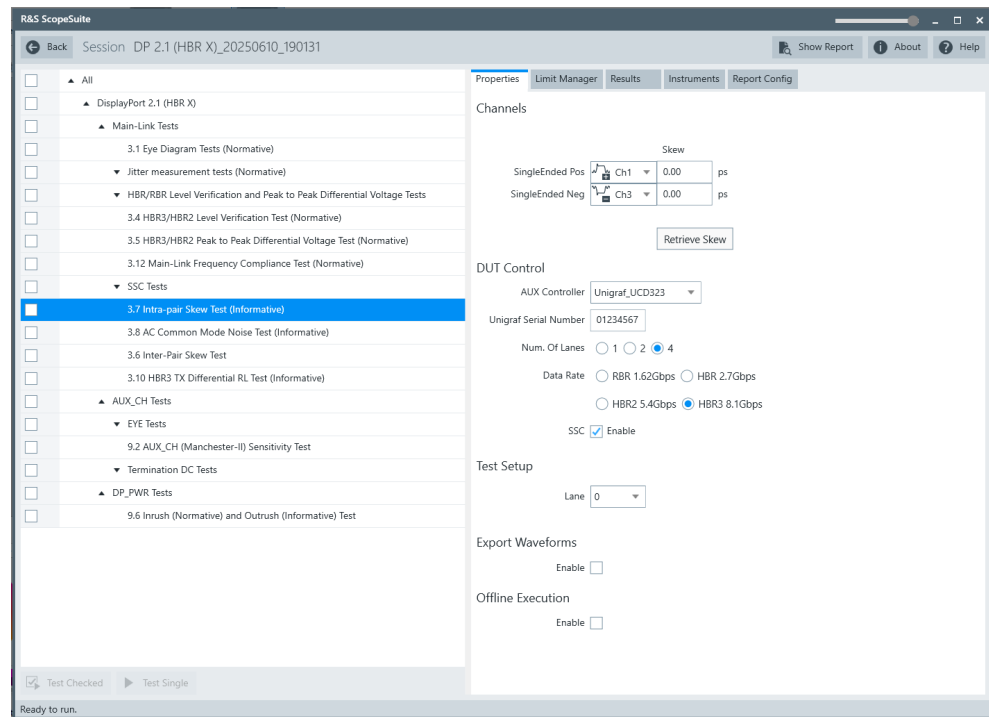 R&S ScopeSuite
Back Session DP 2.1 (HBR X)_20250610_190131 Show Report About Help
All
DisplayPort 2.1 (HBR X)
Main-Link Tests
3.1 Eye Diagram Tests (Normative)
Jitter measurement tests (Normative)
HBR/RBR Level Verification and Peak to Peak Differential Voltage Tests
3.4 HBR3/HBR2 Level Verification Test (Normative)
3.5 HBR3/HBR2 Peak to Peak Differential Voltage Test (Normative)
3.12 Main-Link Frequency Compliance Test (Normative)
SSC Tests
3.7 Intra-pair Skew Test (Informative)
3.8 AC Common Mode Noise Test (Informative)
3.6 Inter-Pair Skew Test
3.10 HBR3 TX Differential RL Test (Informative)
AUX_CH Tests
EYE Tests
9.2 AUX_CH (Manchester-II) Sensitivity Test
Termination DC Tests
DP_PWR Tests
9.6 Inrush (Normative) and Outrush (Informative) Test
Test Checked Test Single
Properties Limit Manager Results Instruments Report Config
Channels
Skew
SingleEnded Pos Ch1 0.00 ps
SingleEnded Neg Ch3 0.00 ps
Retrieve Skew
DUT Control
AUX Controller Unigraf_UCD323
Unigraf Serial Number 01234567
Num. Of Lanes 1 2 4
Data Rate RBR 1.62Gbps HBR 2.7Gbps
HBR2 5.4Gbps HBR3 8.1Gbps
SSC Enable
Test Setup
Lane 0
Export Waveforms
Enable
Offline Execution
Enable
Ready to run.